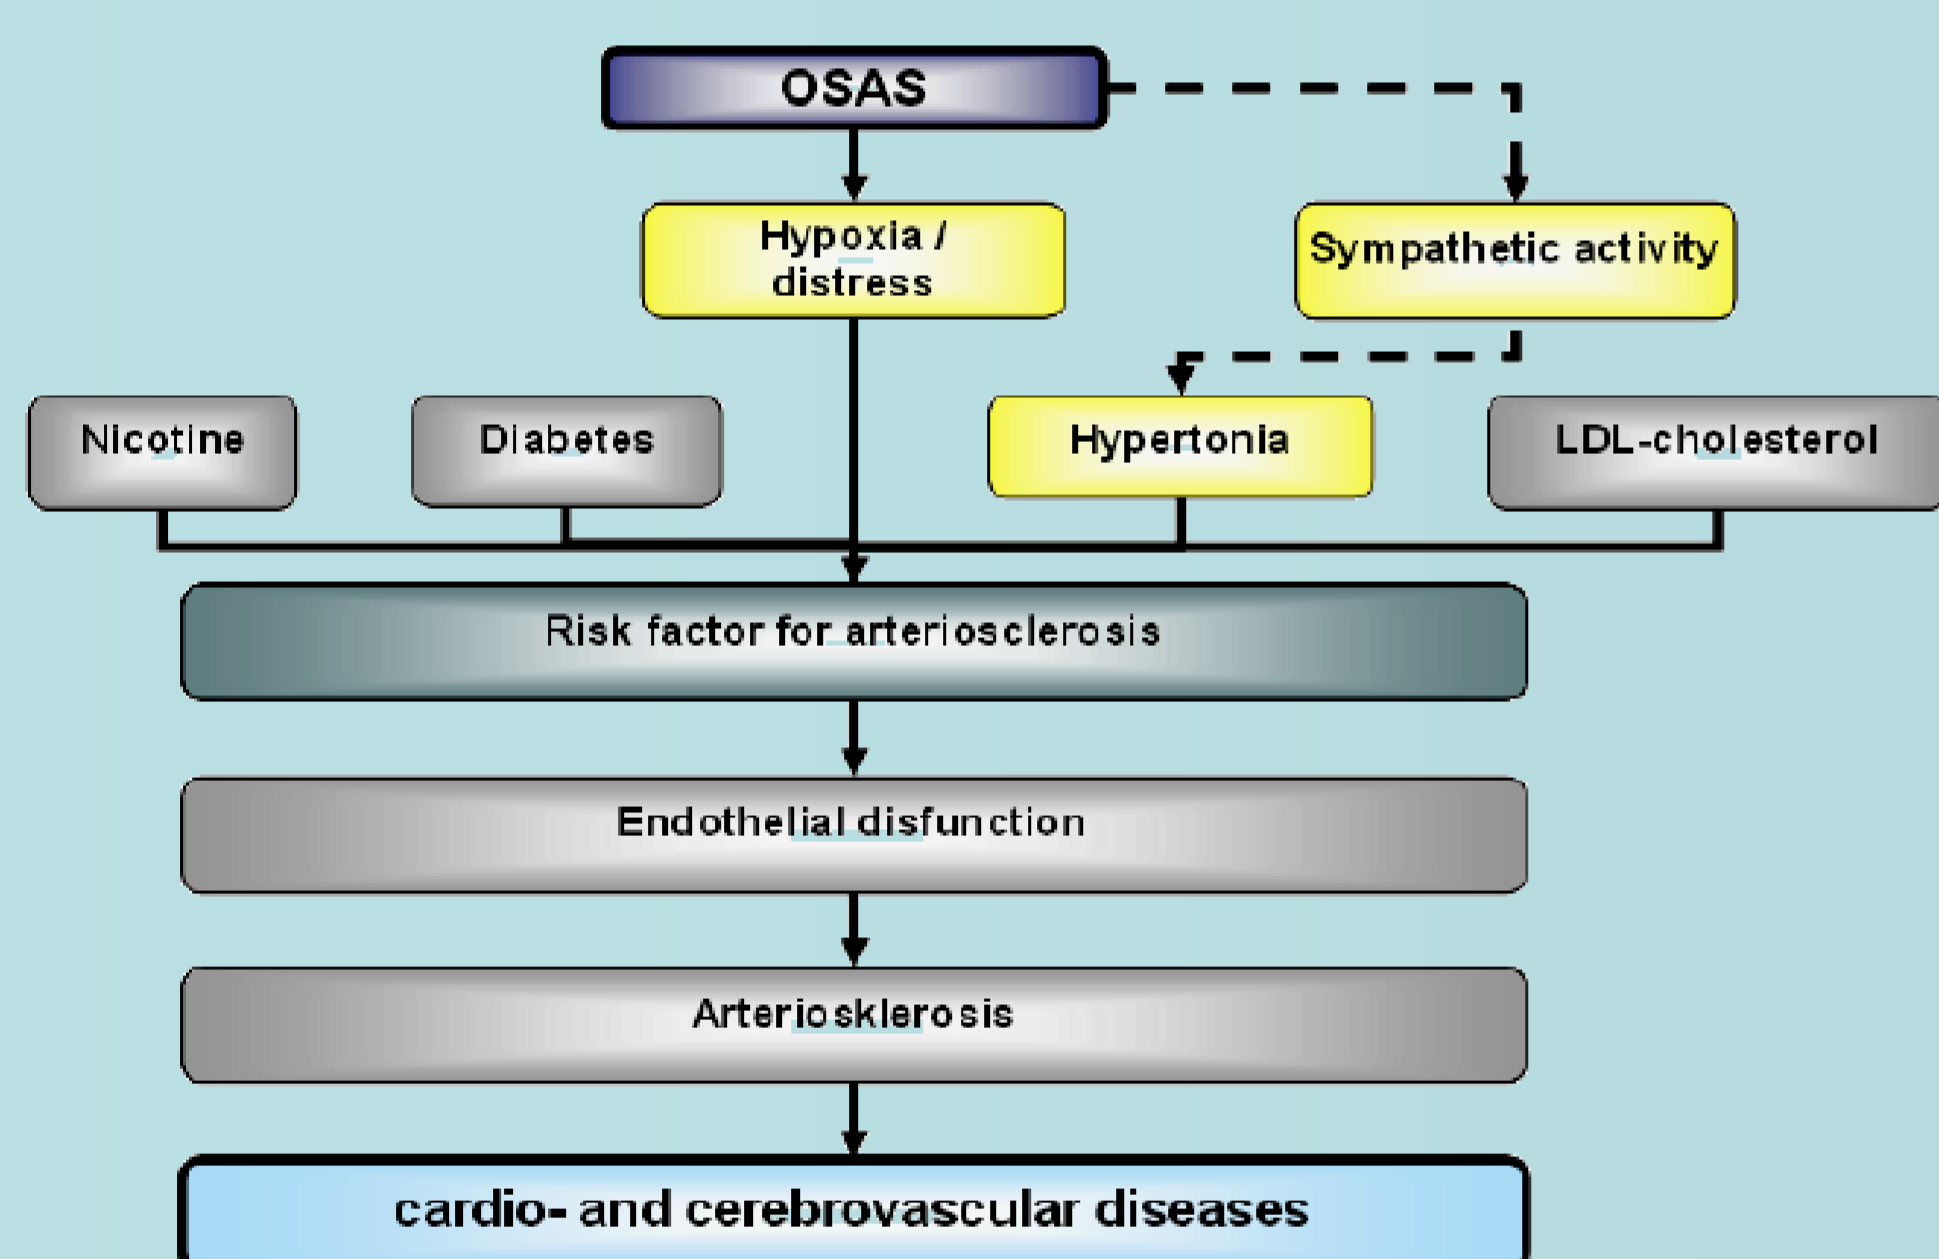 OSAS
Hypoxia /
distress
Sympathetic activity
Nicotine
Diabetes
Hypertonia
LDL-cholesterol
Risk factor for arteriosclerosis
Endothelial disfunction
Arteriosklerosis
cardio- and cerebrovascular diseases